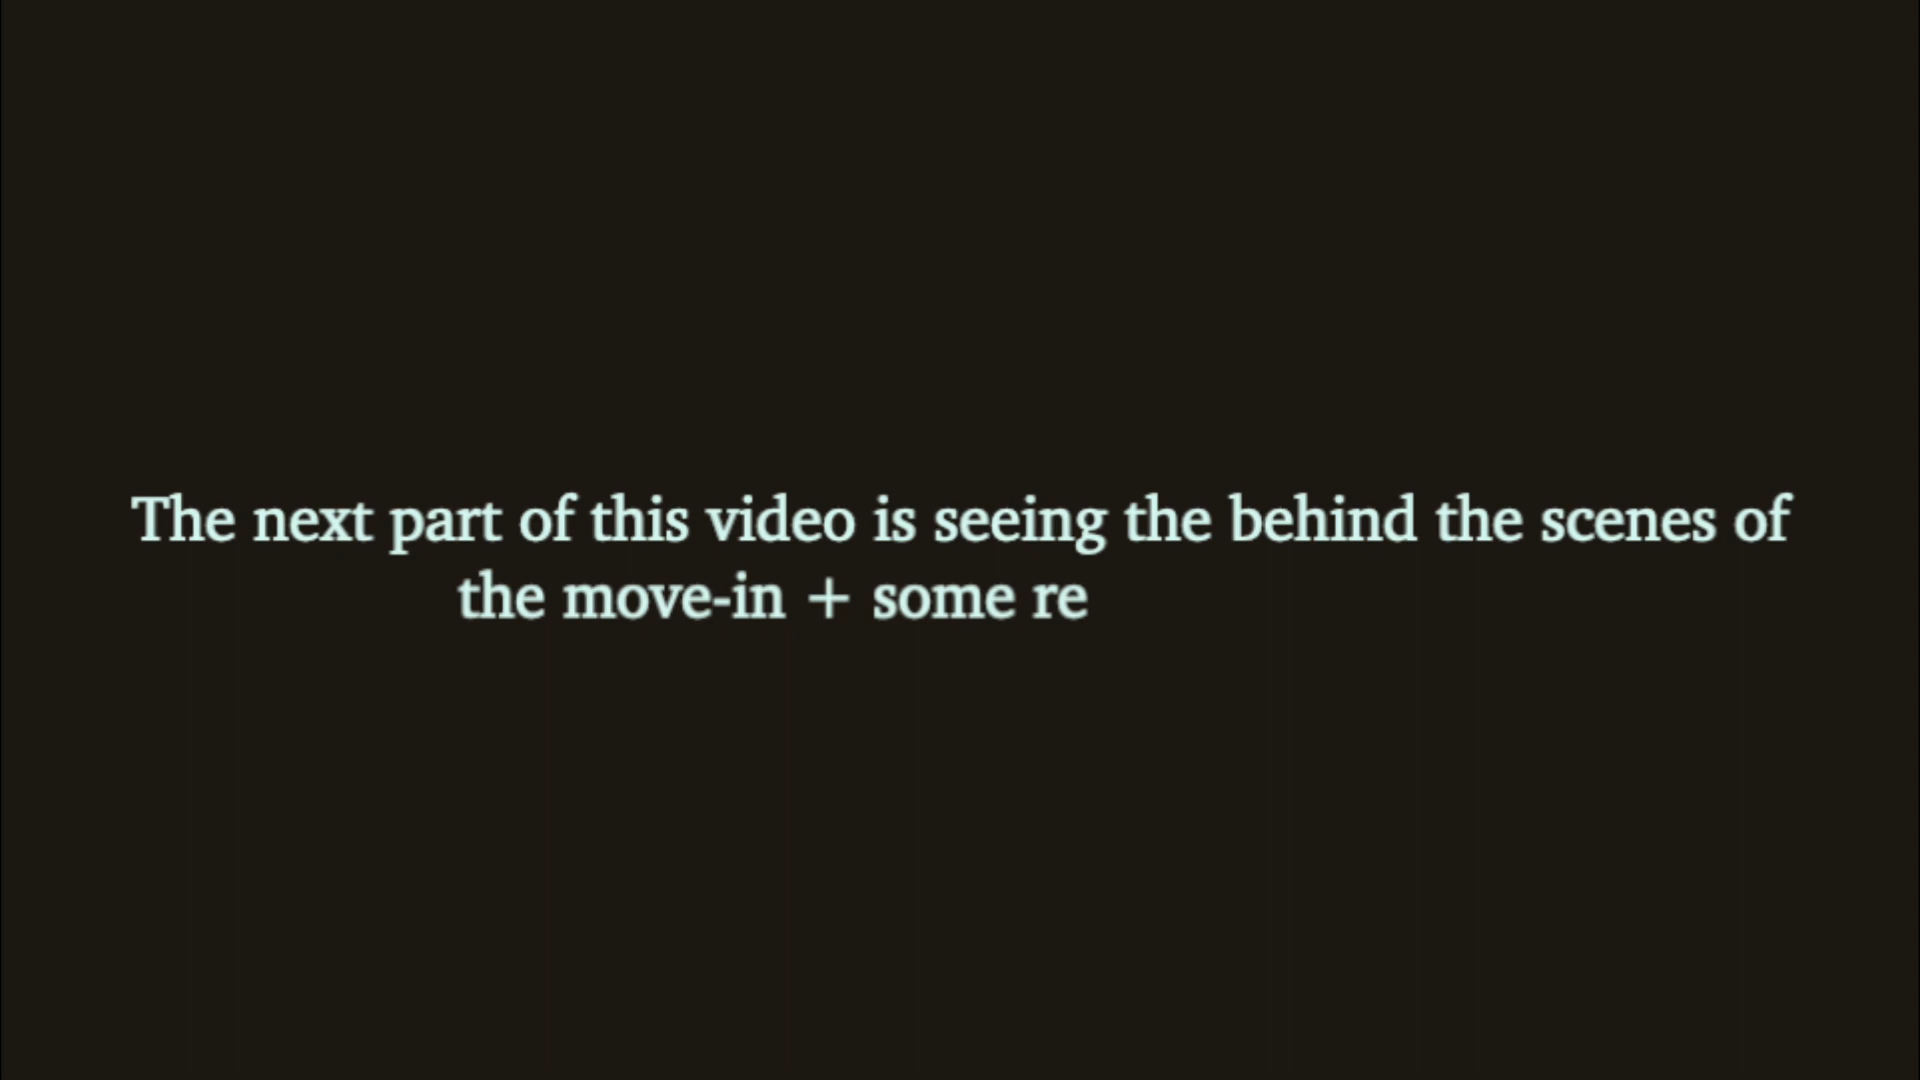 The next part of this video is seeing the behind the scenes of
the move-in + some re